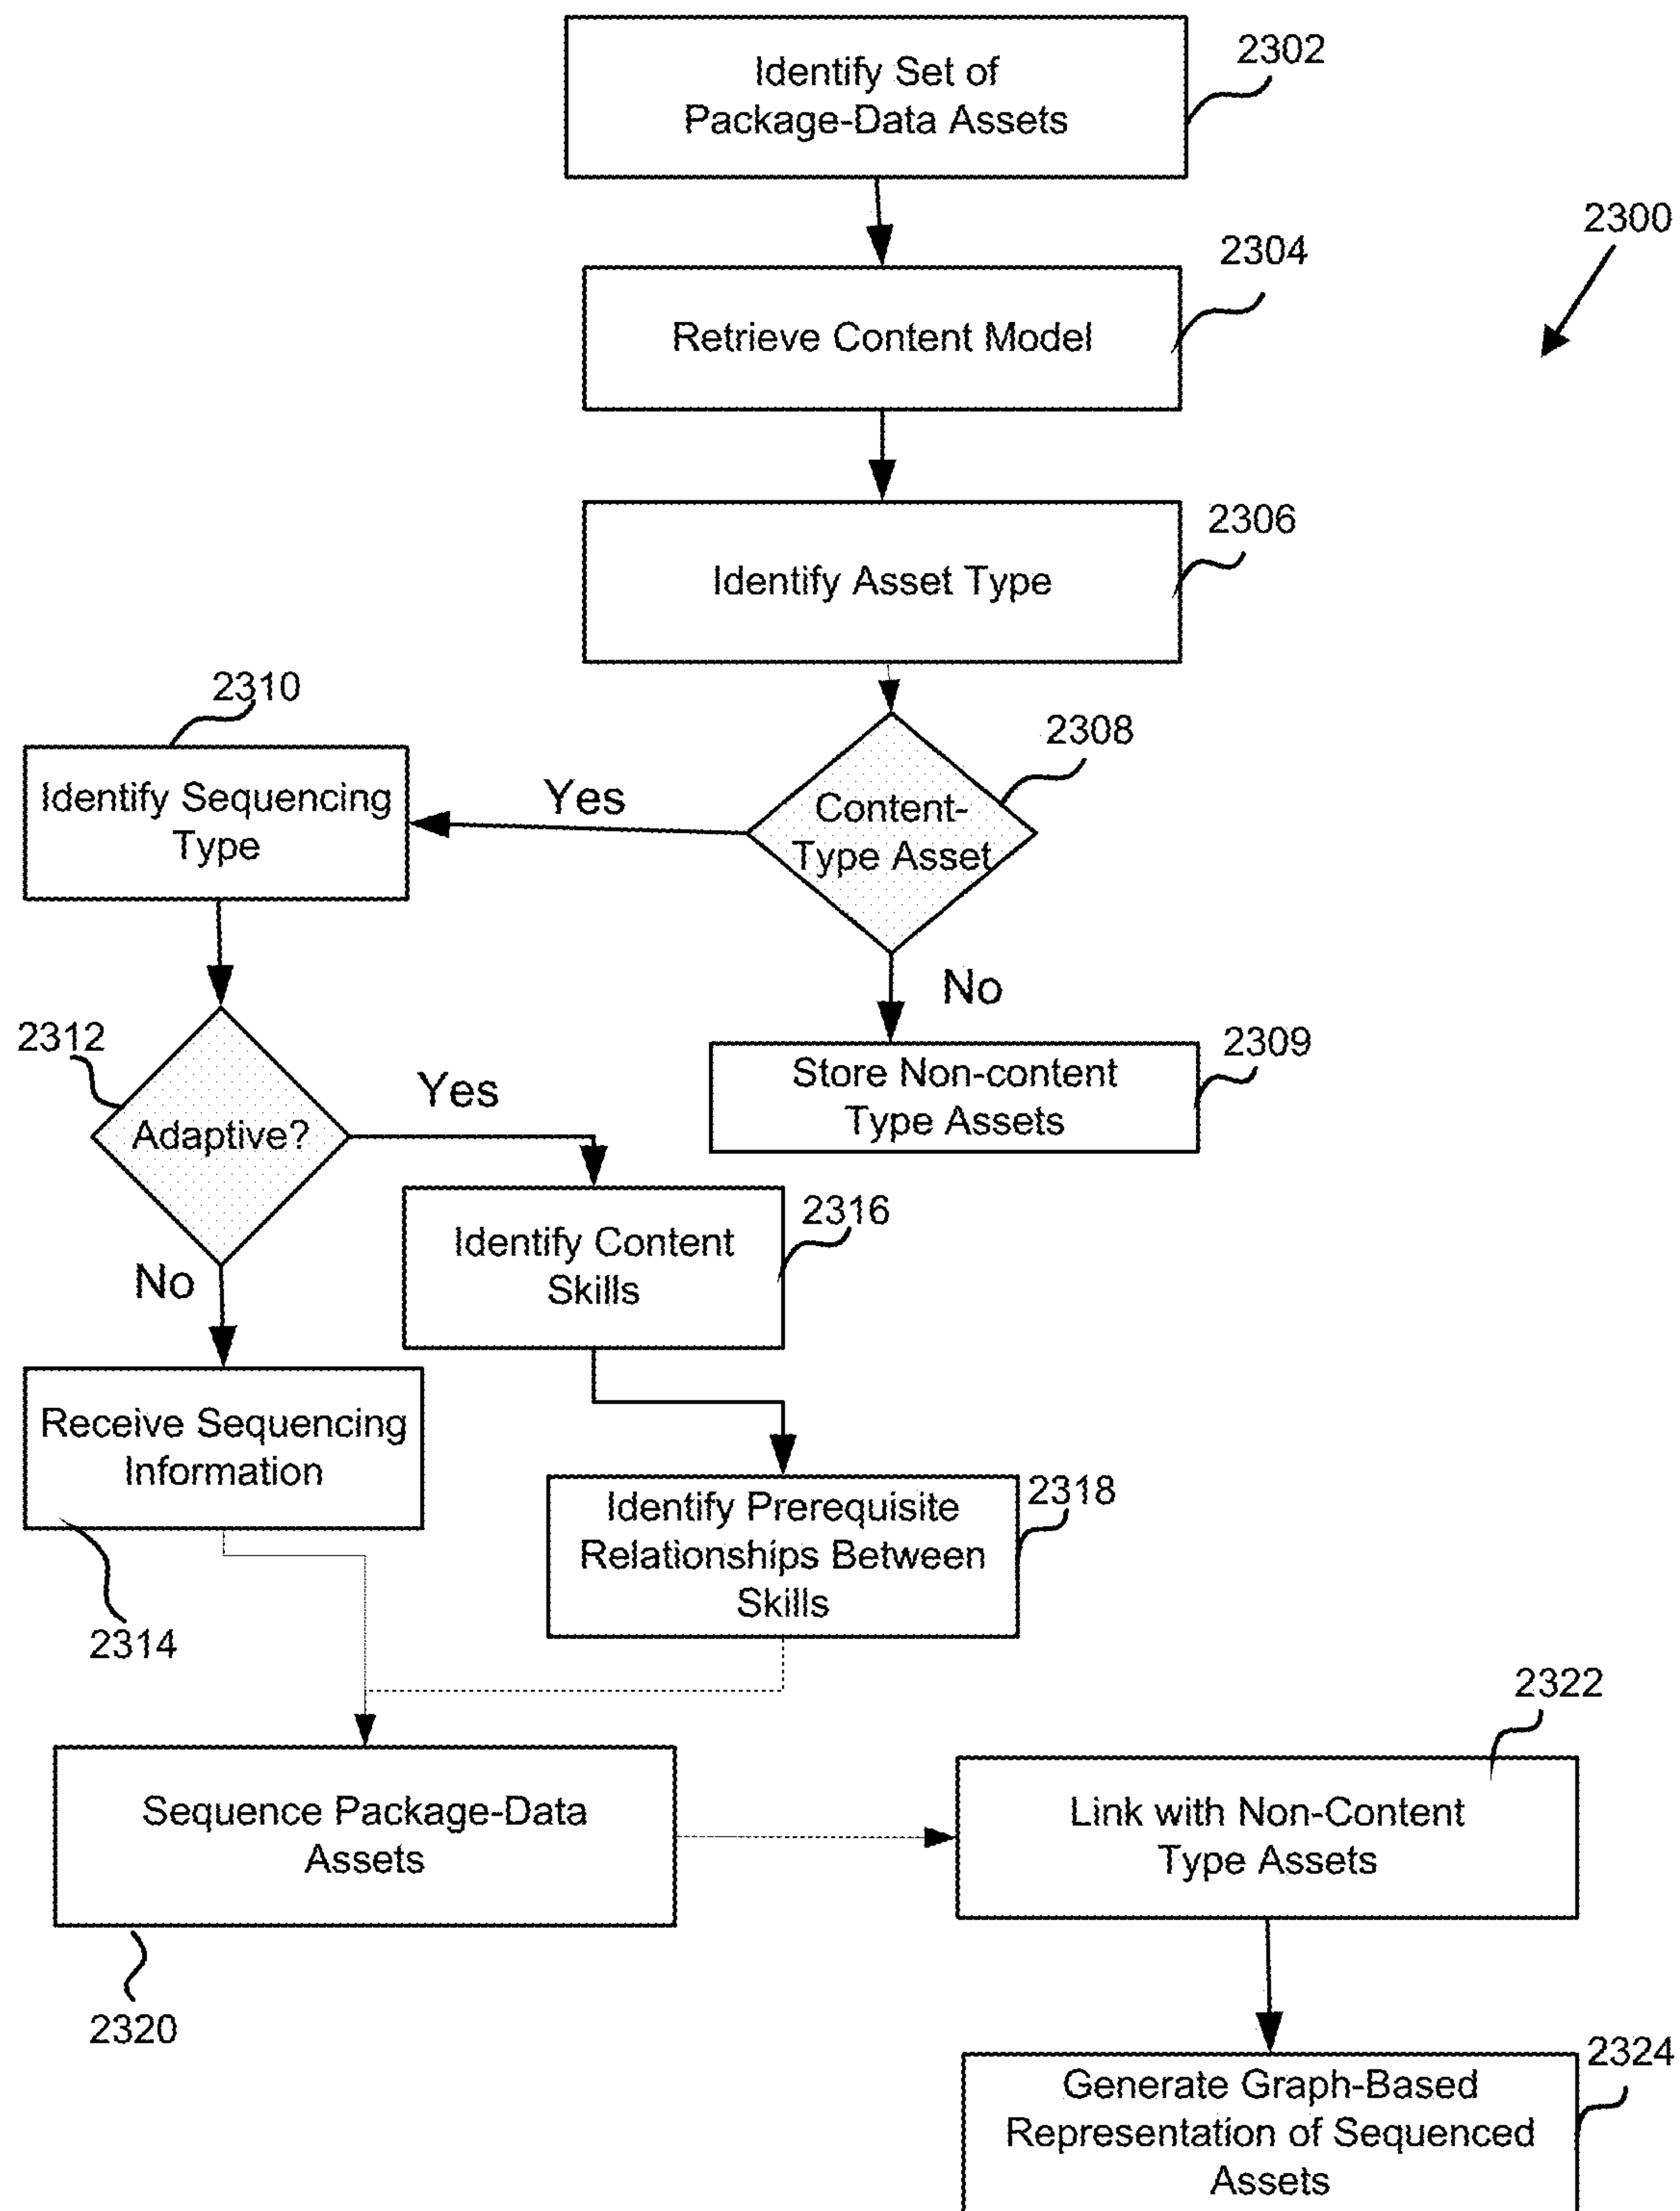 Identify Set of
Package-Data Assets
2302
2300
Retrieve Content Model
2304
Identify Asset Type
2306
2310
Identify Sequencing
Type
Yes
Content-
Type Asset
2308
No
2312
Adaptive?
Yes
Store Non-content
Type Assets
2309
No
Identify Content
Skills
2316
Receive Sequencing
Information
2314
Identify Prerequisite
Relationships Between
Skills
2318
Sequence Package-Data
Assets
2320
Link with Non-Content
Type Assets
2322
Generate Graph-Based
Representation of Sequenced
Assets
2324